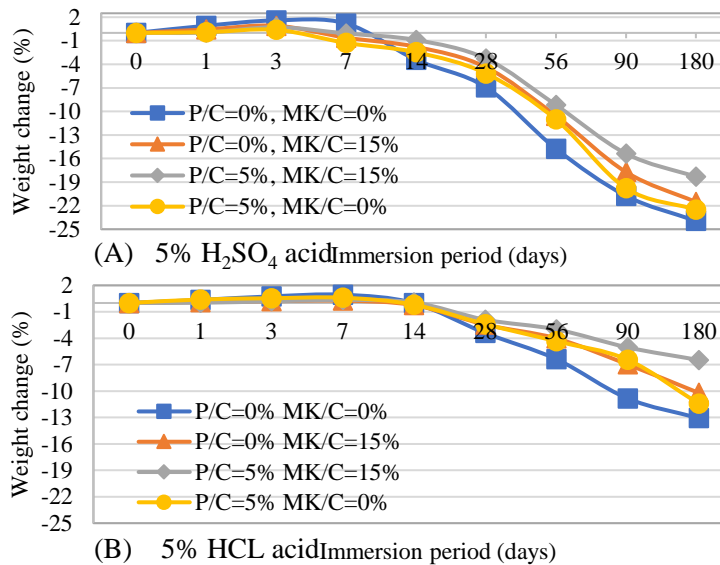 Weight change (%)
2
-1
-4
-7
-10
-13
-16
-19
-22
-25
0 1 3 7 14 28 56 90 180
P/C=0%, MK/C=0%
P/C=0%, MK/C=15%
P/C=5%, MK/C=15%
P/C=5%, MK/C=0%
(A) 5% H₂SO₄ acid Immersion period (days)
Weight change (%)
2
-1
-4
-7
-10
-13
-16
-19
-22
-25
0 1 3 7 14 28 56 90 180
P/C=0% MK/C=0%
P/C=0% MK/C=15%
P/C=5% MK/C=15%
P/C=5% MK/C=0%
(B) 5% HCL acid Immersion period (days)